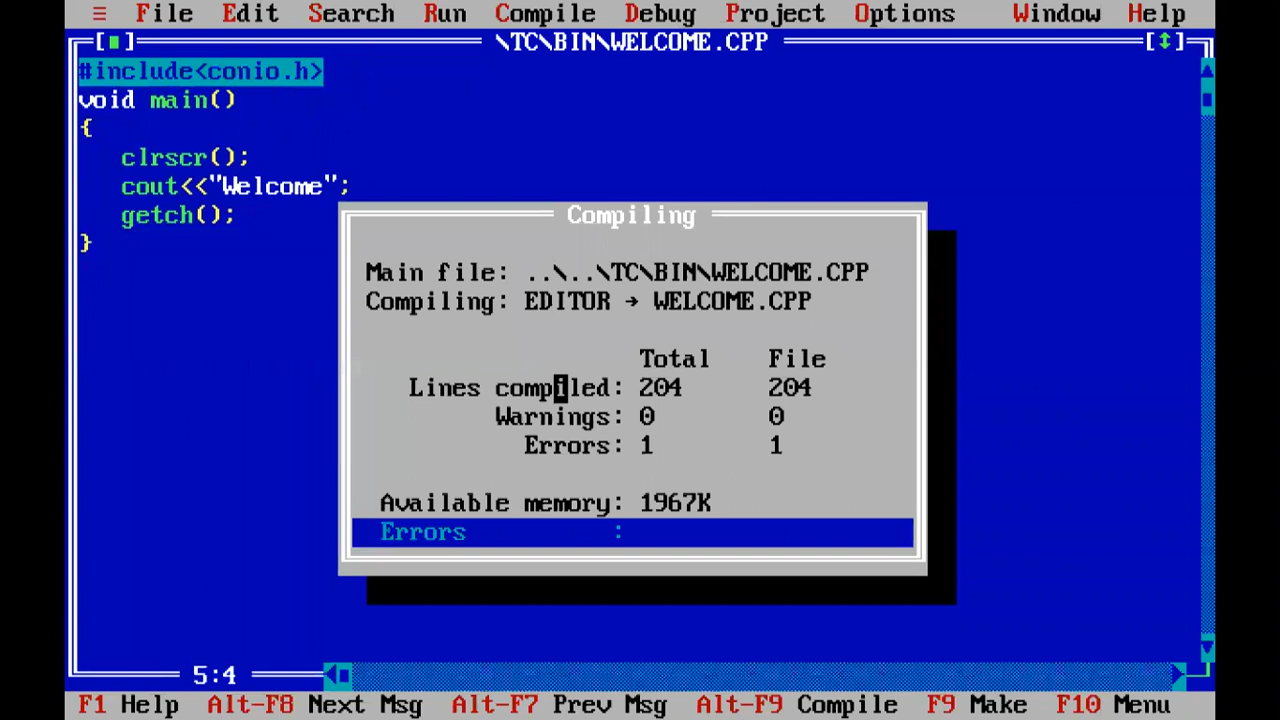 ≡ File Edit Search Run Compile Debug Project Options Window Help
[■] \TC\BIN\WELCOME.CPP [↕]
#include<conio.h>
void main()
{
clrscr();
cout<<"Welcome";
getch();
}
Compiling
Main file: ..\..\TC\BIN\WELCOME.CPP
Compiling: EDITOR → WELCOME.CPP
Total File
Lines compiled: 204 204
Warnings: 0 0
Errors: 1 1
Available memory: 1967K
Errors :
5:4
F1 Help Alt-F8 Next Msg Alt-F7 Prev Msg Alt-F9 Compile F9 Make F10 Menu